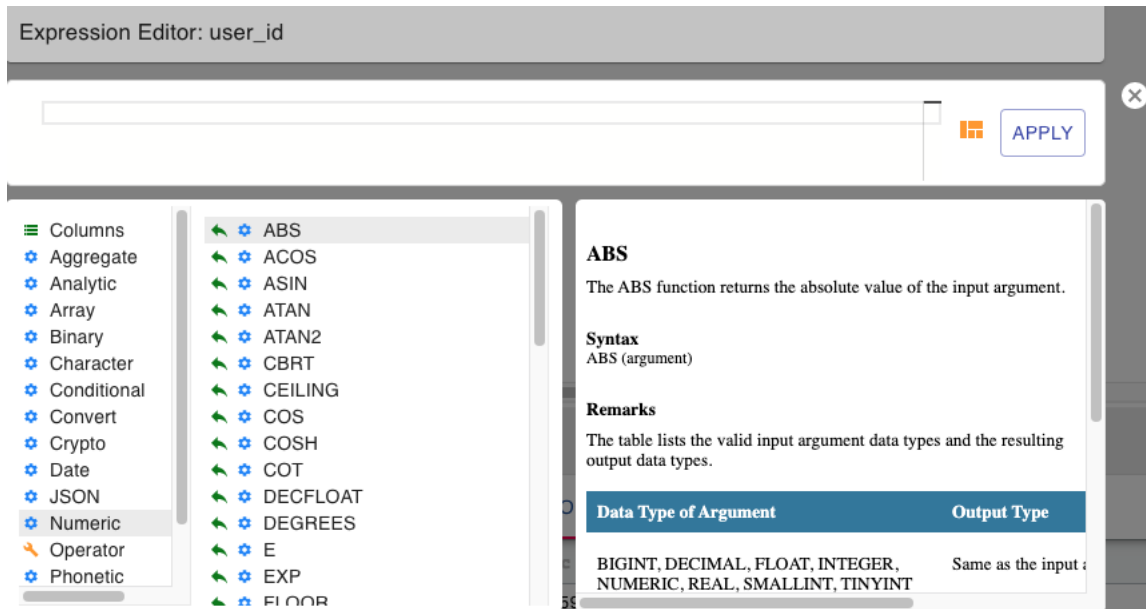 Expression Editor: user_id
APPLY
Columns
Aggregate
Analytic
Array
Binary
Character
Conditional
Convert
Crypto
Date
JSON
Numeric
Operator
Phonetic
ABS
ACOS
ASIN
ATAN
ATAN2
CBRT
CEILING
COS
COSH
COT
DECFLOAT
DEGREES
E
EXP
FLOOR
ABS
The ABS function returns the absolute value of the input argument.
Syntax
ABS (argument)
Remarks
The table lists the valid input argument data types and the resulting
output data types.
Data Type of Argument Output Type
BIGINT, DECIMAL, FLOAT, INTEGER, Same as the input
NUMERIC, REAL, SMALLINT, TINYINT